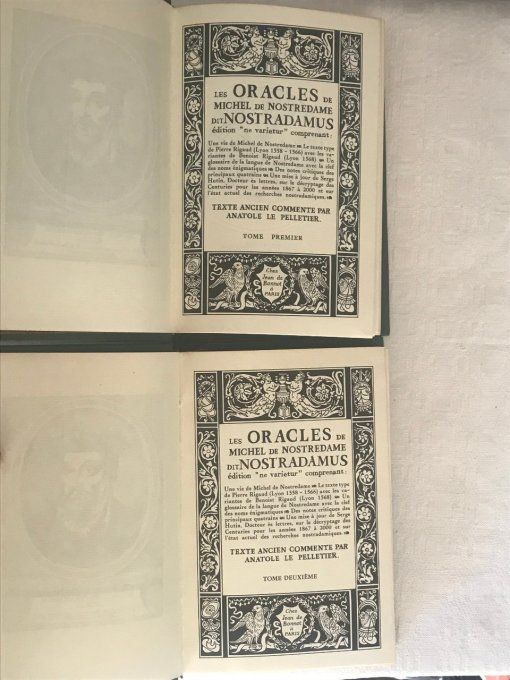 LES ORACLES DE
MICHEL DE NOSTREDAME
DIT NOSTRADAMUS
édition "ne varietur" comprenant :
Une vie de Michel de Nostredame Le texte type
de Pierre Rigaud (Lyon 1558 - 1566) avec les va-
riantes de Benoist Rigaud (Lyon 1568) Un
glossaire de la langue de Nostredame avec la clef
des noms énigmatiques Des notes critiques des
principaux quatrains Une mise à jour de Serge
Hutin, Docteur ès lettres, sur le décryptage des
Centuries pour les années 1867 à 2000 et sur
l'état actuel des recherches nostradamiques.
TEXTE ANCIEN COMMENTE PAR
ANATOLE LE PELLETIER.
TOME PREMIER
Chez
Jean de
Bonnot
à
PARIS
LES ORACLES DE
MICHEL DE NOSTREDAME
DIT NOSTRADAMUS
édition "ne varietur" comprenant :
Une vie de Michel de Nostredame Le texte type
de Pierre Rigaud (Lyon 1558 - 1566) avec les va-
riantes de Benoist Rigaud (Lyon 1568) Un
glossaire de la langue de Nostredame avec la clef
des noms énigmatiques Des notes critiques des
principaux quatrains Une mise à jour de Serge
Hutin, Docteur ès lettres, sur le décryptage des
Centuries pour les années 1867 à 2000 et sur
l'état actuel des recherches nostradamiques.
TEXTE ANCIEN COMMENTE PAR
ANATOLE LE PELLETIER.
TOME DEUXIÈME
Chez
Jean de
Bonnot
à
PARIS